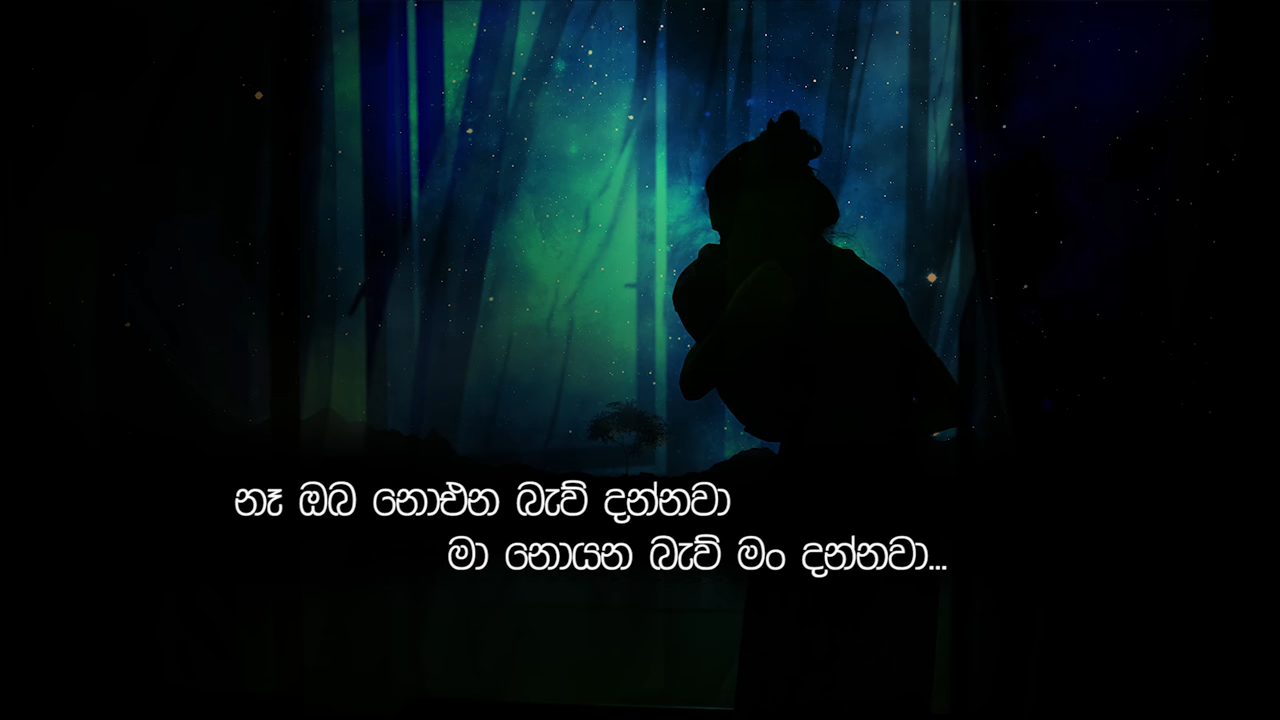 නෑ ඔබ නොඑන බැව් දන්නවා
මා නොයන බැව් මං දන්නවා...